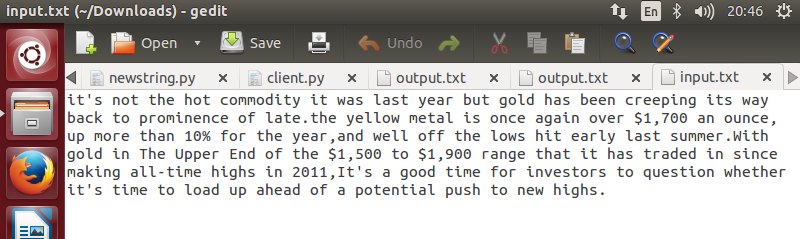 input.txt (~/Downloads) - gedit En 20:46
Open Save Undo
newstring.py x client.py x output.txt x output.txt x input.txt x
it's not the hot commodity it was last year but gold has been creeping its way
back to prominence of late.the yellow metal is once again over $1,700 an ounce,
up more than 10% for the year,and well off the lows hit early last summer.With
gold in The Upper End of the $1,500 to $1,900 range that it has traded in since
making all-time highs in 2011,It's a good time for investors to question whether
it's time to load up ahead of a potential push to new highs.